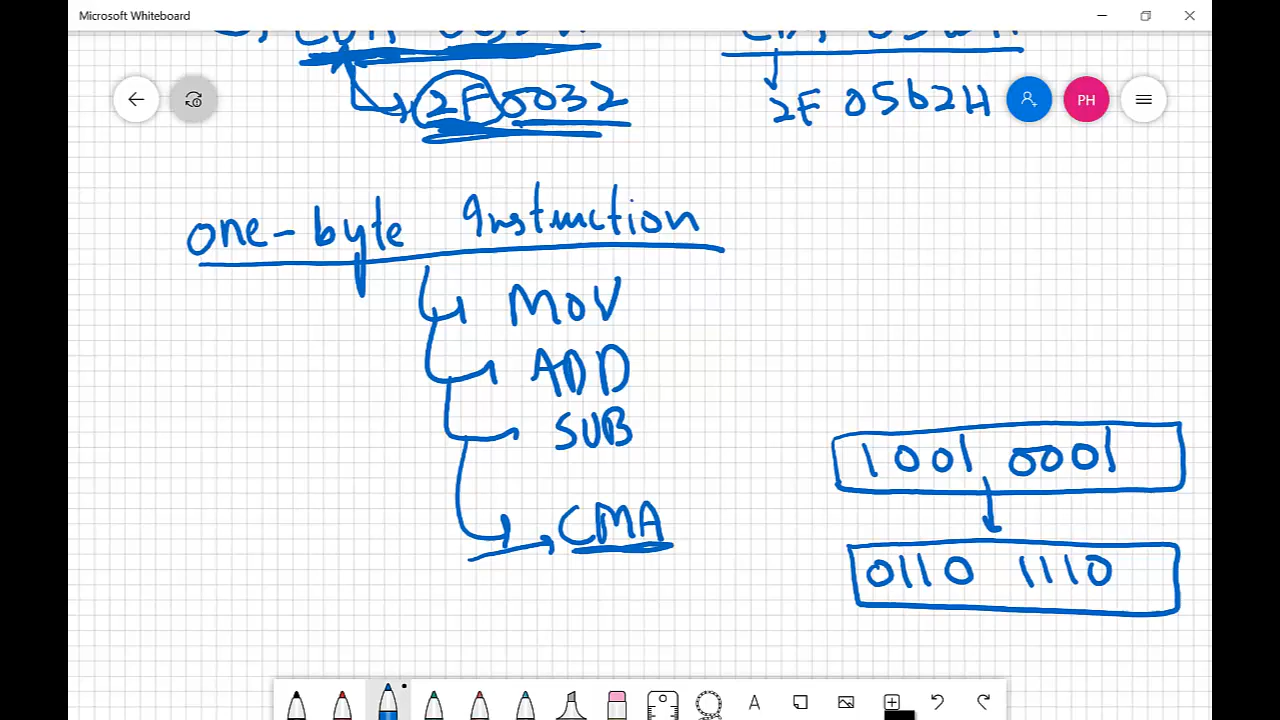 Microsoft Whiteboard
2F 0032
2F 0562H
PH
one-byte Instruction
MOV
ADD
SUB
CMA
1001 0001
0110 1110
A